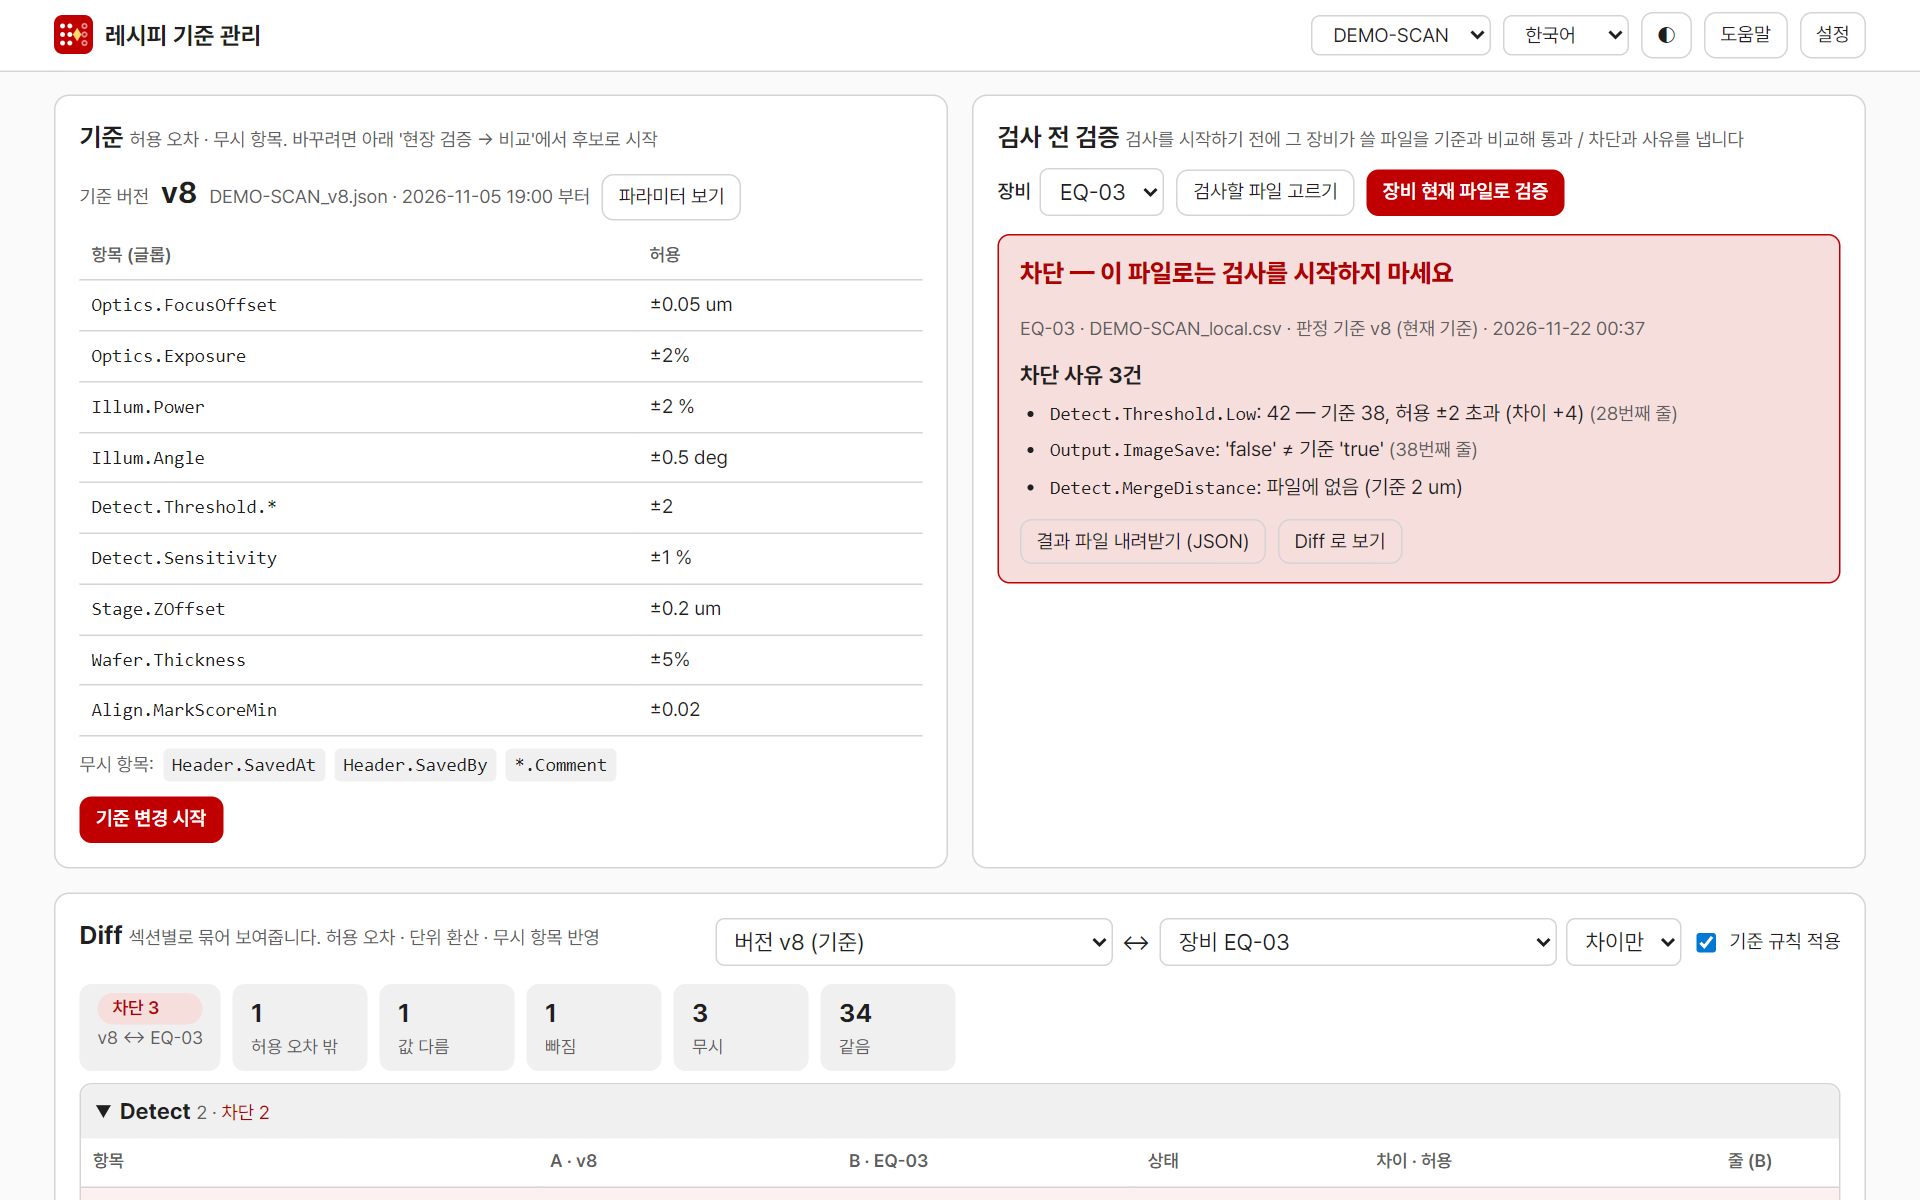 레시피 기준 관리
DEMO-SCAN
한국어
도움말
설정
기준 허용 오차 · 무시 항목. 바꾸려면 아래 '현장 검증 → 비교'에서 후보로 시작
기준 버전 v8 DEMO-SCAN_v8.json · 2026-11-05 19:00 부터 파라미터 보기
항목 (글롭) 허용
Optics.FocusOffset ±0.05 um
Optics.Exposure ±2%
Illum.Power ±2 %
Illum.Angle ±0.5 deg
Detect.Threshold.* ±2
Detect.Sensitivity ±1 %
Stage.ZOffset ±0.2 um
Wafer.Thickness ±5%
Align.MarkScoreMin ±0.02
무시 항목: Header.SavedAt Header.SavedBy *.Comment
기준 변경 시작
검사 전 검증 검사를 시작하기 전에 그 장비가 쓸 파일을 기준과 비교해 통과 / 차단과 사유를 냅니다
장비 EQ-03 검사할 파일 고르기 장비 현재 파일로 검증
차단 — 이 파일로는 검사를 시작하지 마세요
EQ-03 · DEMO-SCAN_local.csv · 판정 기준 v8 (현재 기준) · 2026-11-22 00:37
차단 사유 3건
• Detect.Threshold.Low: 42 — 기준 38, 허용 ±2 초과 (차이 +4) (28번째 줄)
• Output.ImageSave: 'false' ≠ 기준 'true' (38번째 줄)
• Detect.MergeDistance: 파일에 없음 (기준 2 um)
결과 파일 내려받기 (JSON) Diff 로 보기
Diff 섹션별로 묶어 보여줍니다. 허용 오차 · 단위 환산 · 무시 항목 반영
버전 v8 (기준) ↔ 장비 EQ-03 차이만 기준 규칙 적용
차단 3
v8 ↔ EQ-03
1
허용 오차 밖
1
값 다름
1
빠짐
3
무시
34
같음
▼ Detect 2 · 차단 2
항목 A · v8 B · EQ-03 상태 차이 · 허용 줄 (B)